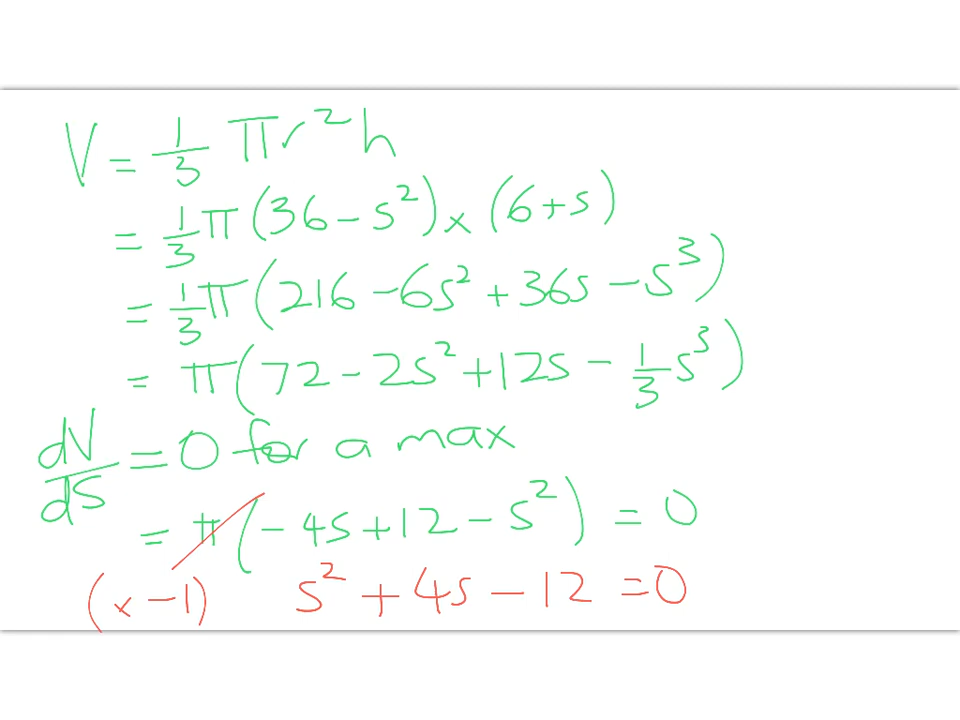 V = 1/3 πr²h
= 1/3 π(36 - s²) × (6+s)
= 1/3 π(216 - 6s² + 36s - s³)
= π(72 - 2s² + 12s - 1/3 s³)
dV/dS = 0 for a max
= π(-4s + 12 - s²) = 0
(x -1) s² + 4s - 12 = 0